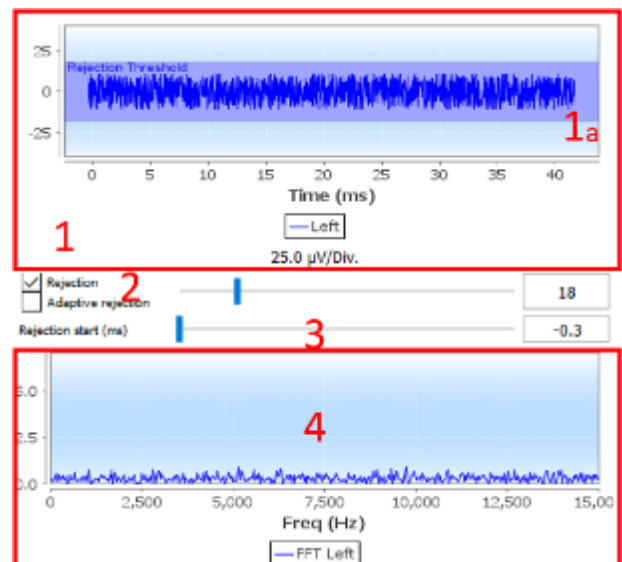 25
Rejection Threshold
0
-25
1a
0 5 10 15 20 25 30 35 40
Time (ms)
Left
1
25.0 µV/Div.
Rejection
2
18
Adaptive rejection
Rejection start (ms)
3
-0.3
5.0
4
2.5
0.0
0 2,500 5,000 7,500 10,000 12,500 15,00
Freq (Hz)
FFT Left